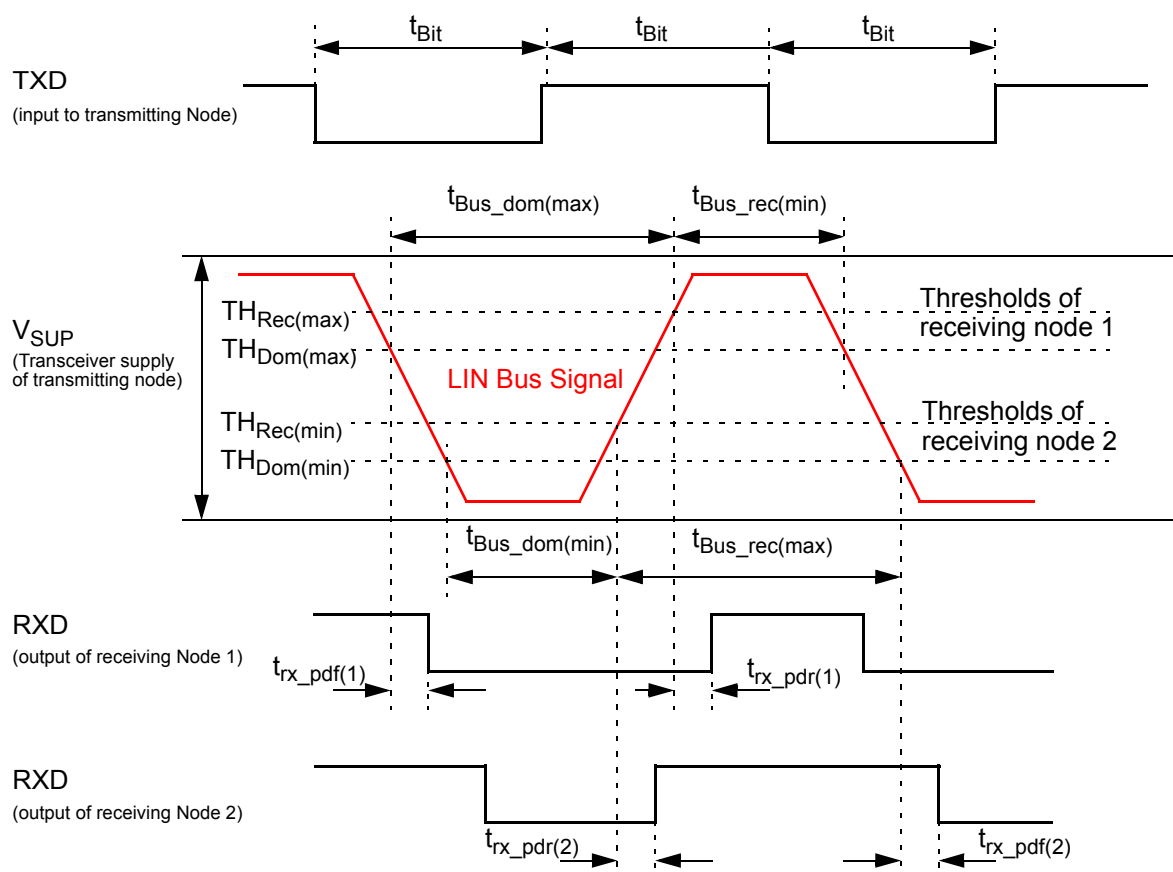 tBit tBit tBit
TXD
(input to transmitting Node)
tBus_dom(max) tBus_rec(min)
THRec(max)
Thresholds of
receiving node 1
VSUP
(Transceiver supply
of transmitting node)
THDom(max)
LIN Bus Signal
THRec(min)
Thresholds of
receiving node 2
THDom(min)
tBus_dom(min) tBus_rec(max)
RXD
(output of receiving Node 1)
trx_pdf(1) trx_pdr(1)
RXD
(output of receiving Node 2)
trx_pdr(2) trx_pdf(2)